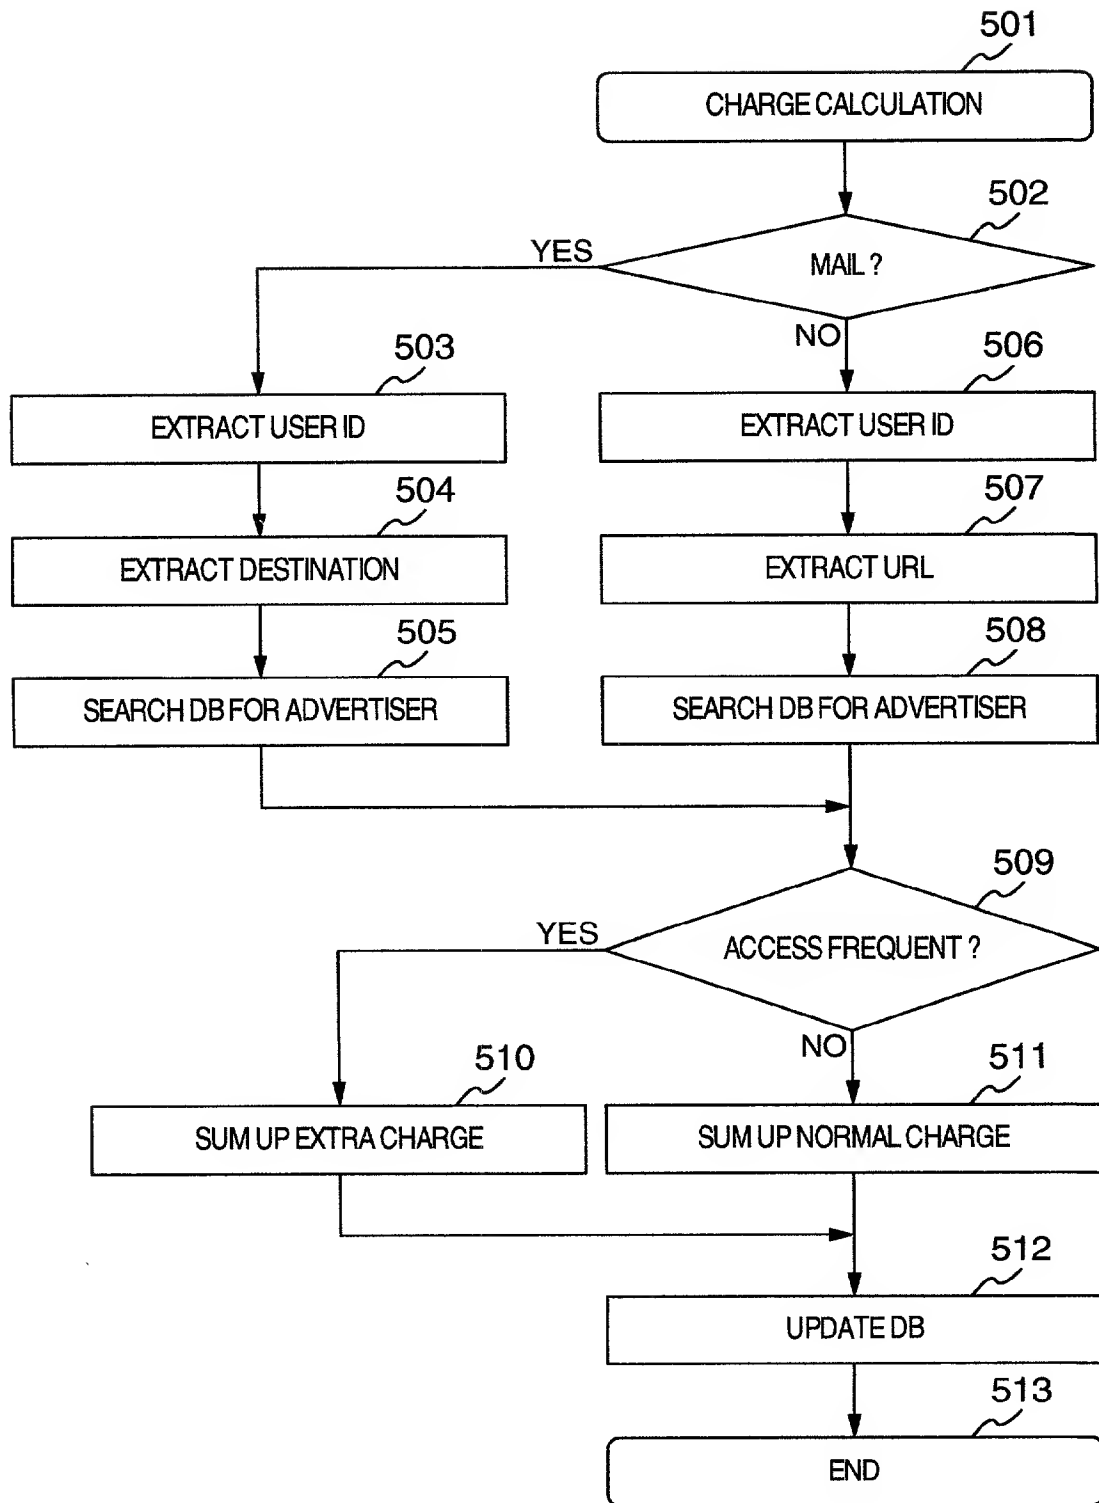 501
CHARGE CALCULATION
502
MAIL ?
YES
NO
503
EXTRACT USER ID
506
EXTRACT USER ID
504
EXTRACT DESTINATION
507
EXTRACT URL
505
SEARCH DB FOR ADVERTISER
508
SEARCH DB FOR ADVERTISER
509
ACCESS FREQUENT ?
YES
NO
510
SUM UP EXTRA CHARGE
511
SUM UP NORMAL CHARGE
512
UPDATE DB
513
END